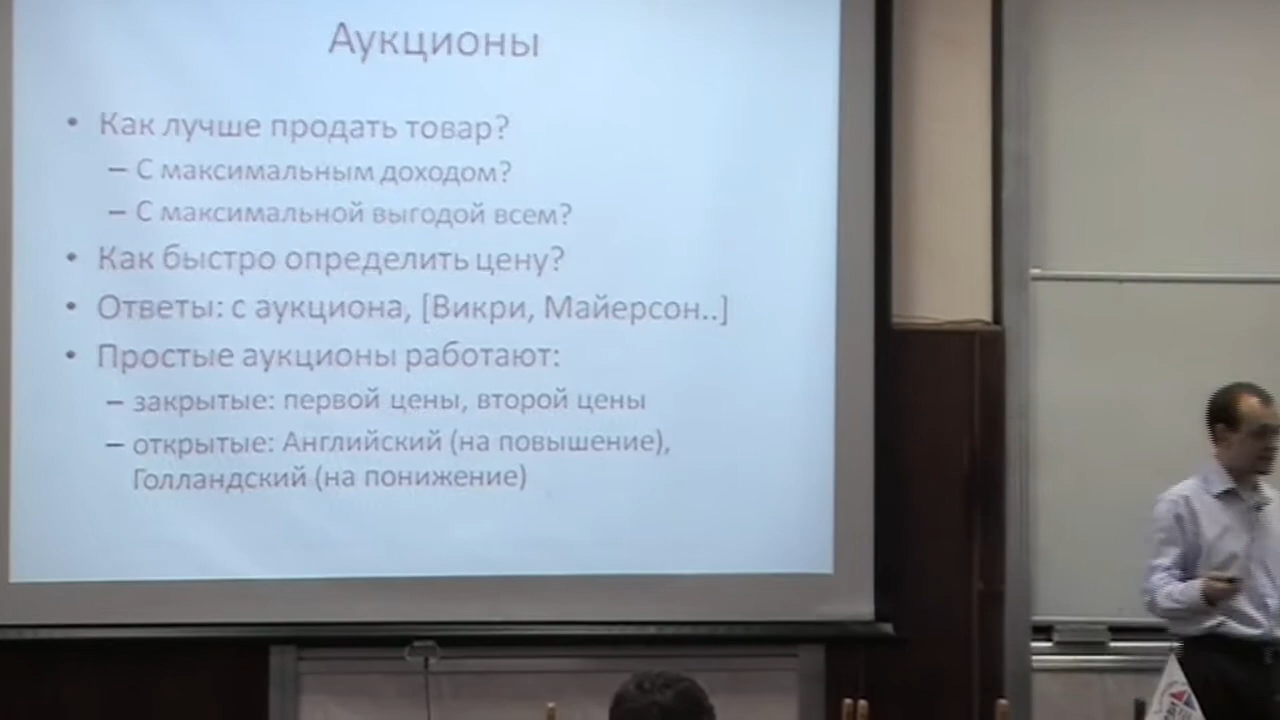 Аукционы
• Как лучше продать товар?
– С максимальным доходом?
– С максимальной выгодой всем?
• Как быстро определить цену?
• Ответы: с аукциона, [Викри, Майерсон..]
• Простые аукционы работают:
– закрытые: первой цены, второй цены
– открытые: Английский (на повышение),
Голландский (на понижение)